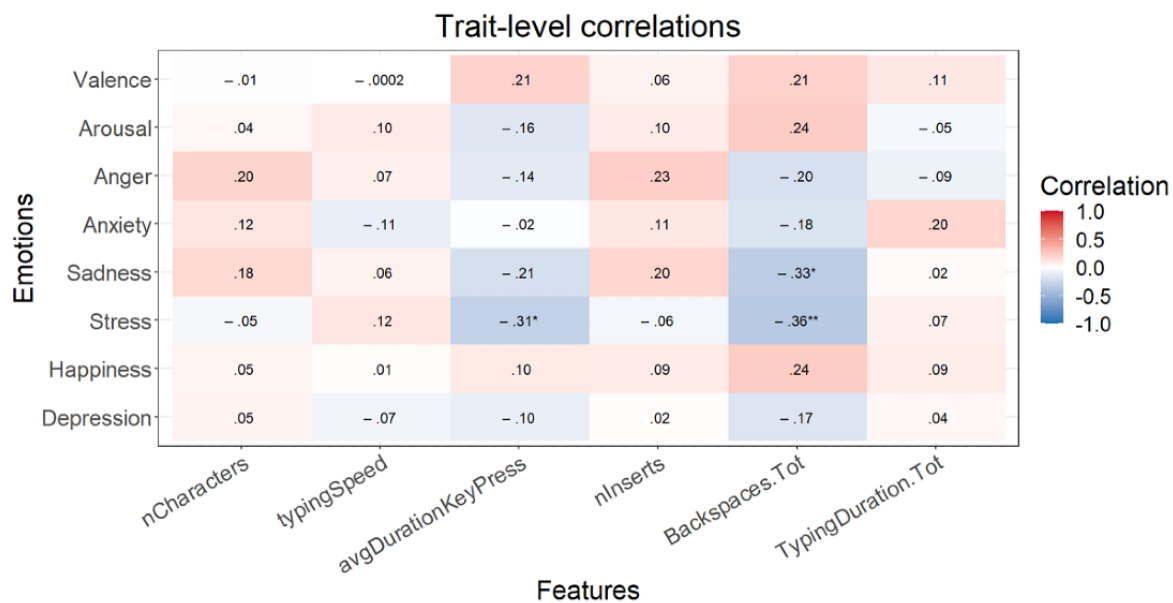 Trait-level correlations
Valence – .01 – .0002 .21 .06 .21 .11
Arousal .04 .10 – .16 .10 .24 – .05
Anger .20 .07 – .14 .23 – .20 – .09
Anxiety .12 – .11 – .02 .11 – .18 .20
Sadness .18 .06 – .21 .20 – .33* .02
Stress – .05 .12 – .31* – .06 – .36** .07
Happiness .05 .01 .10 .09 .24 .09
Depression .05 – .07 – .10 .02 – .17 .04
Emotions
nCharacters typingSpeed avgDurationKeyPress nInserts Backspaces.Tot TypingDuration.Tot
Features
Correlation
1.0
0.5
0.0
-0.5
-1.0